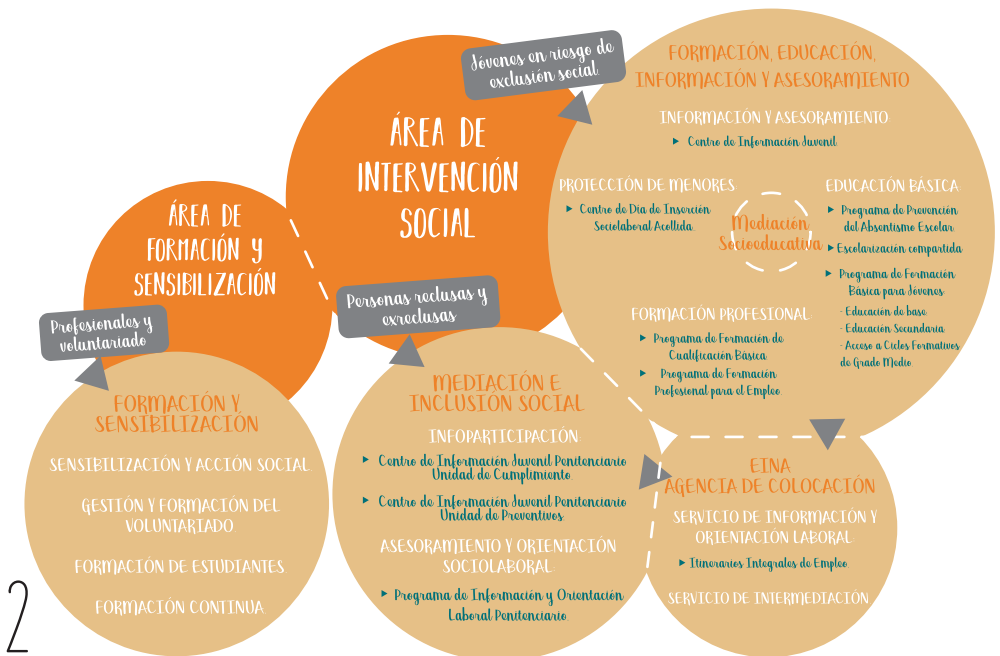 ÁREA DE
FORMACIÓN Y
SENSIBILIZACIÓN
Profesionales y
voluntariado
FORMACIÓN Y
SENSIBILIZACIÓN
SENSIBILIZACIÓN Y ACCIÓN SOCIAL
GESTIÓN Y FORMACIÓN DEL
VOLUNTARIADO
FORMACIÓN DE ESTUDIANTES
FORMACIÓN CONTINUA
ÁREA DE
INTERVENCIÓN
SOCIAL
Personas reclusas y
exreclusas
MEDIACIÓN E
INCLUSIÓN SOCIAL
INFOPARTICIPACIÓN
Centro de Información Juvenil Penitenciario
Unidad de Cumplimiento
Centro de Información Juvenil Penitenciario
Unidad de Preventivos
ASESORAMIENTO Y ORIENTACIÓN
SOCIOLABORAL
Programa de Información y Orientación
Laboral Penitenciario
Jóvenes en riesgo de
exclusión social
FORMACIÓN, EDUCACIÓN,
INFORMACIÓN Y ASESORAMIENTO
INFORMACIÓN Y ASESORAMIENTO
Centro de Información Juvenil
PROTECCIÓN DE MENORES
Centro de Día de Inserción
Sociolaboral Acollida
Mediación
Socioeducativa
EDUCACIÓN BÁSICA
Programa de Prevención
del Absentismo Escolar
Escolarización compartida
Programa de Formación
Básica para Jóvenes
- Educación de base
- Educación Secundaria
- Acceso a Ciclos Formativos
de Grado Medio
FORMACIÓN PROFESIONAL
Programa de Formación de
Cualificación Básica
Programa de Formación
Profesional para el Empleo
EINA
AGENCIA DE COLOCACIÓN
SERVICIO DE INFORMACIÓN Y
ORIENTACIÓN LABORAL
Itinerarios Integrales de Empleo
SERVICIO DE INTERMEDIACIÓN
2